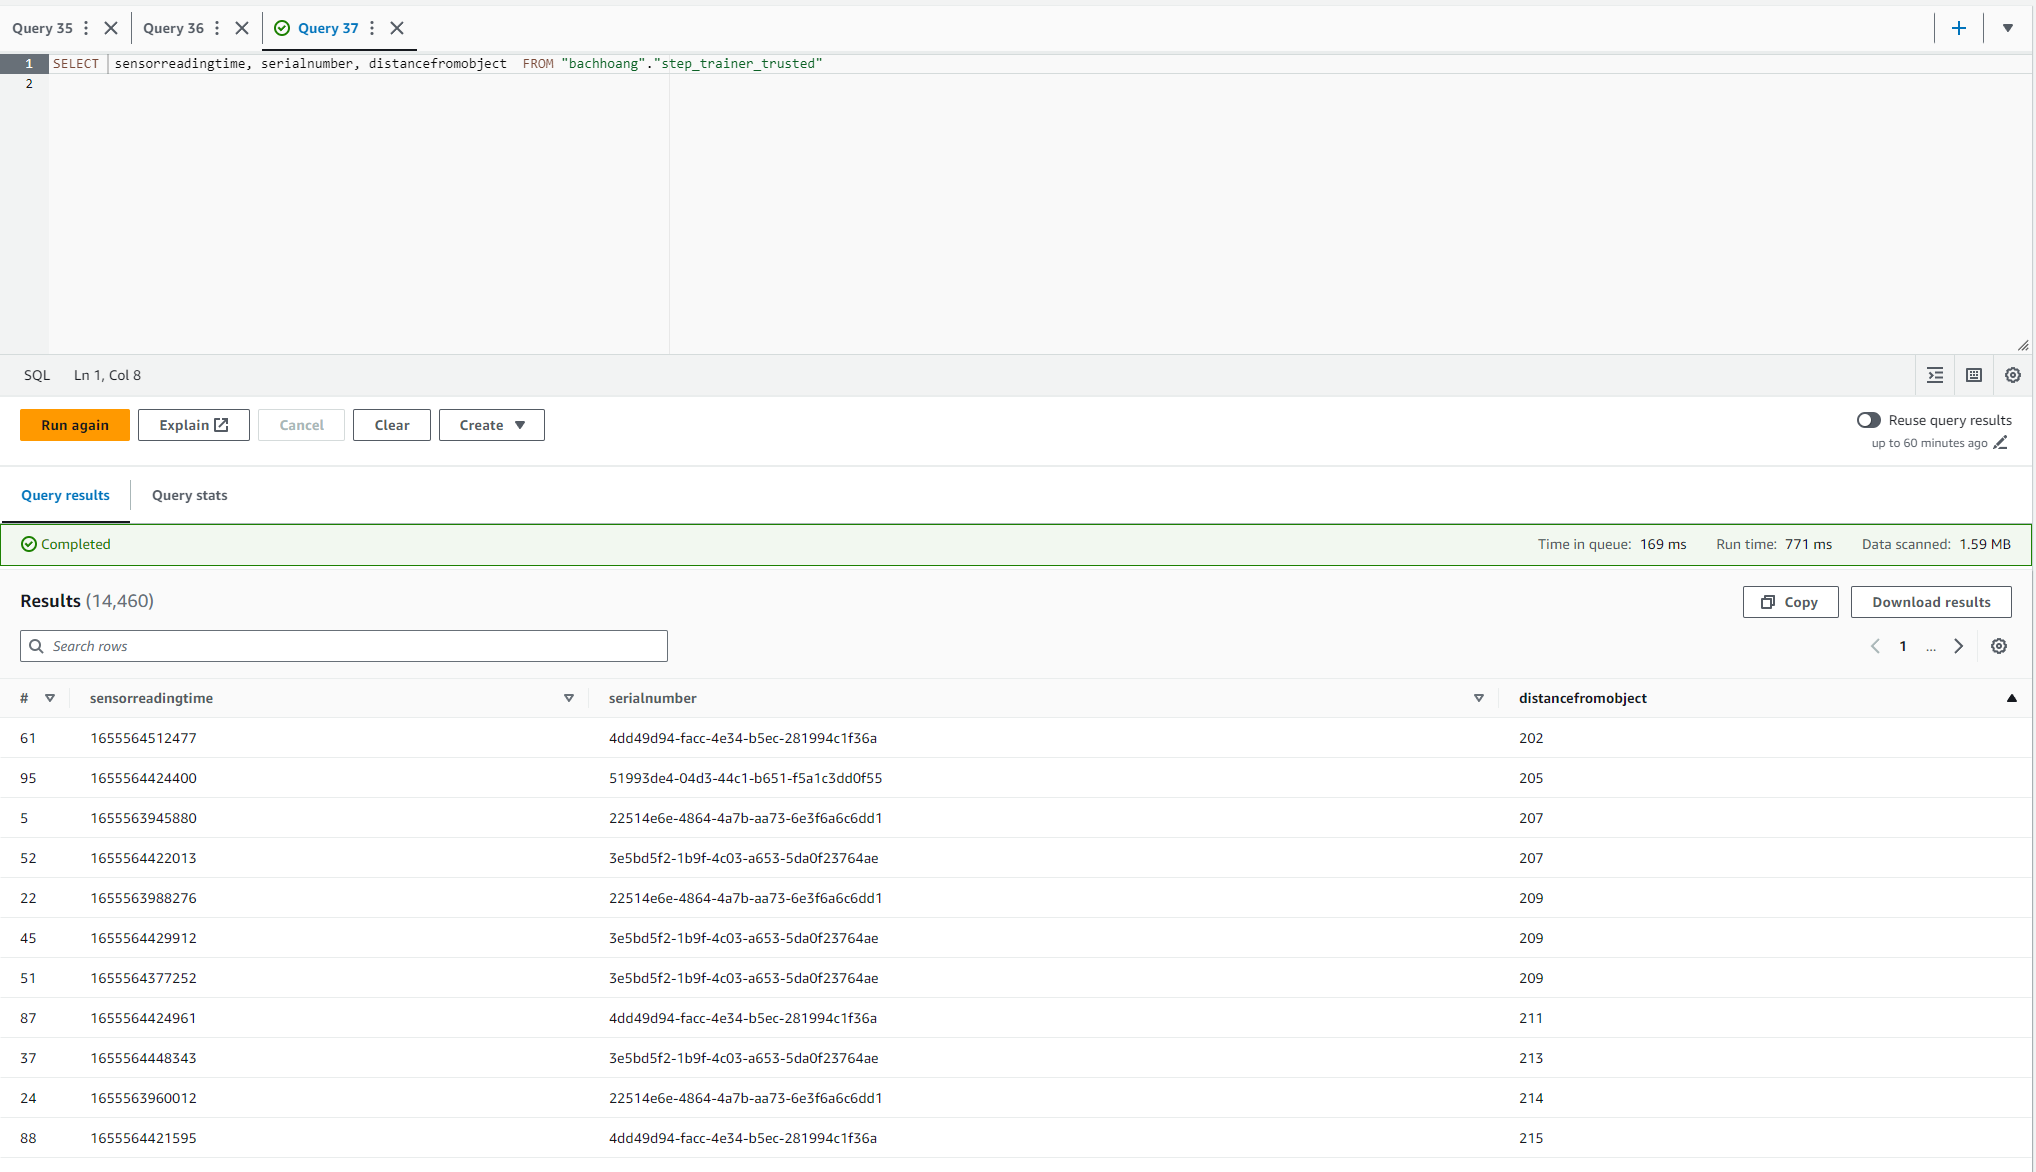 Query 35 Query 36 Query 37
1 SELECT sensorreadingtime, serialnumber, distancefromobject FROM "bachhoang"."step_trainer_trusted"
2
SQL Ln 1, Col 8
Run again Explain Cancel Clear Create Reuse query results
up to 60 minutes ago
Query results Query stats
Completed Time in queue: 169 ms Run time: 771 ms Data scanned: 1.59 MB
Results (14,460) Copy Download results
Search rows 1 ...
# sensorreadingtime serialnumber distancefromobject
61 1655564512477 4dd49d94-facc-4e34-b5ec-281994c1f36a 202
95 1655564424400 51993de4-04d3-44c1-b651-f5a1c3dd0f55 205
5 1655563945880 22514e6e-4864-4a7b-aa73-6e3f6a6c6dd1 207
52 1655564422013 3e5bd5f2-1b9f-4c03-a653-5da0f23764ae 207
22 1655563988276 22514e6e-4864-4a7b-aa73-6e3f6a6c6dd1 209
45 1655564429912 3e5bd5f2-1b9f-4c03-a653-5da0f23764ae 209
51 1655564377252 3e5bd5f2-1b9f-4c03-a653-5da0f23764ae 209
87 1655564424961 4dd49d94-facc-4e34-b5ec-281994c1f36a 211
37 1655564448343 3e5bd5f2-1b9f-4c03-a653-5da0f23764ae 213
24 1655563960012 22514e6e-4864-4a7b-aa73-6e3f6a6c6dd1 214
88 1655564421595 4dd49d94-facc-4e34-b5ec-281994c1f36a 215